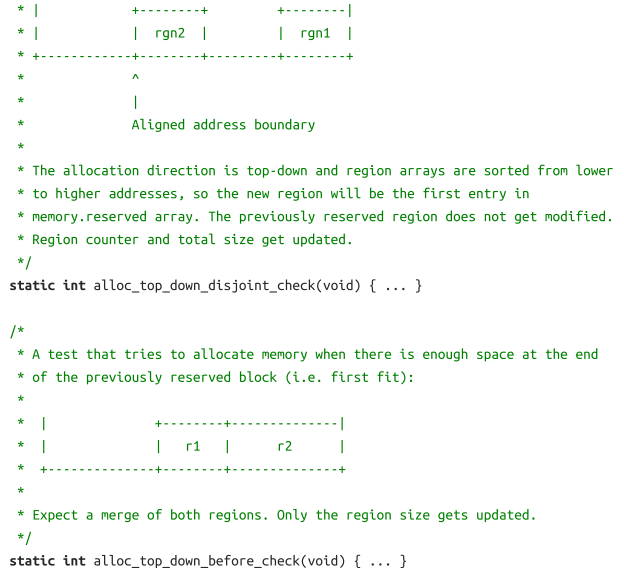 * |            +--------+         +--------|
 * |            |  rgn2  |         |  rgn1  |
 * +------------+--------+---------+--------+
 *              ^
 *              |
 *              Aligned address boundary
 *
 * The allocation direction is top-down and region arrays are sorted from lower
 * to higher addresses, so the new region will be the first entry in
 * memory.reserved array. The previously reserved region does not get modified.
 * Region counter and total size get updated.
 */
static int alloc_top_down_disjoint_check(void) { ... }

/*
 * A test that tries to allocate memory when there is enough space at the end
 * of the previously reserved block (i.e. first fit):
 *
 *  |              +--------+--------------|
 *  |              |   r1   |      r2      |
 *  +--------------+--------+--------------+
 *
 * Expect a merge of both regions. Only the region size gets updated.
 */
static int alloc_top_down_before_check(void) { ... }